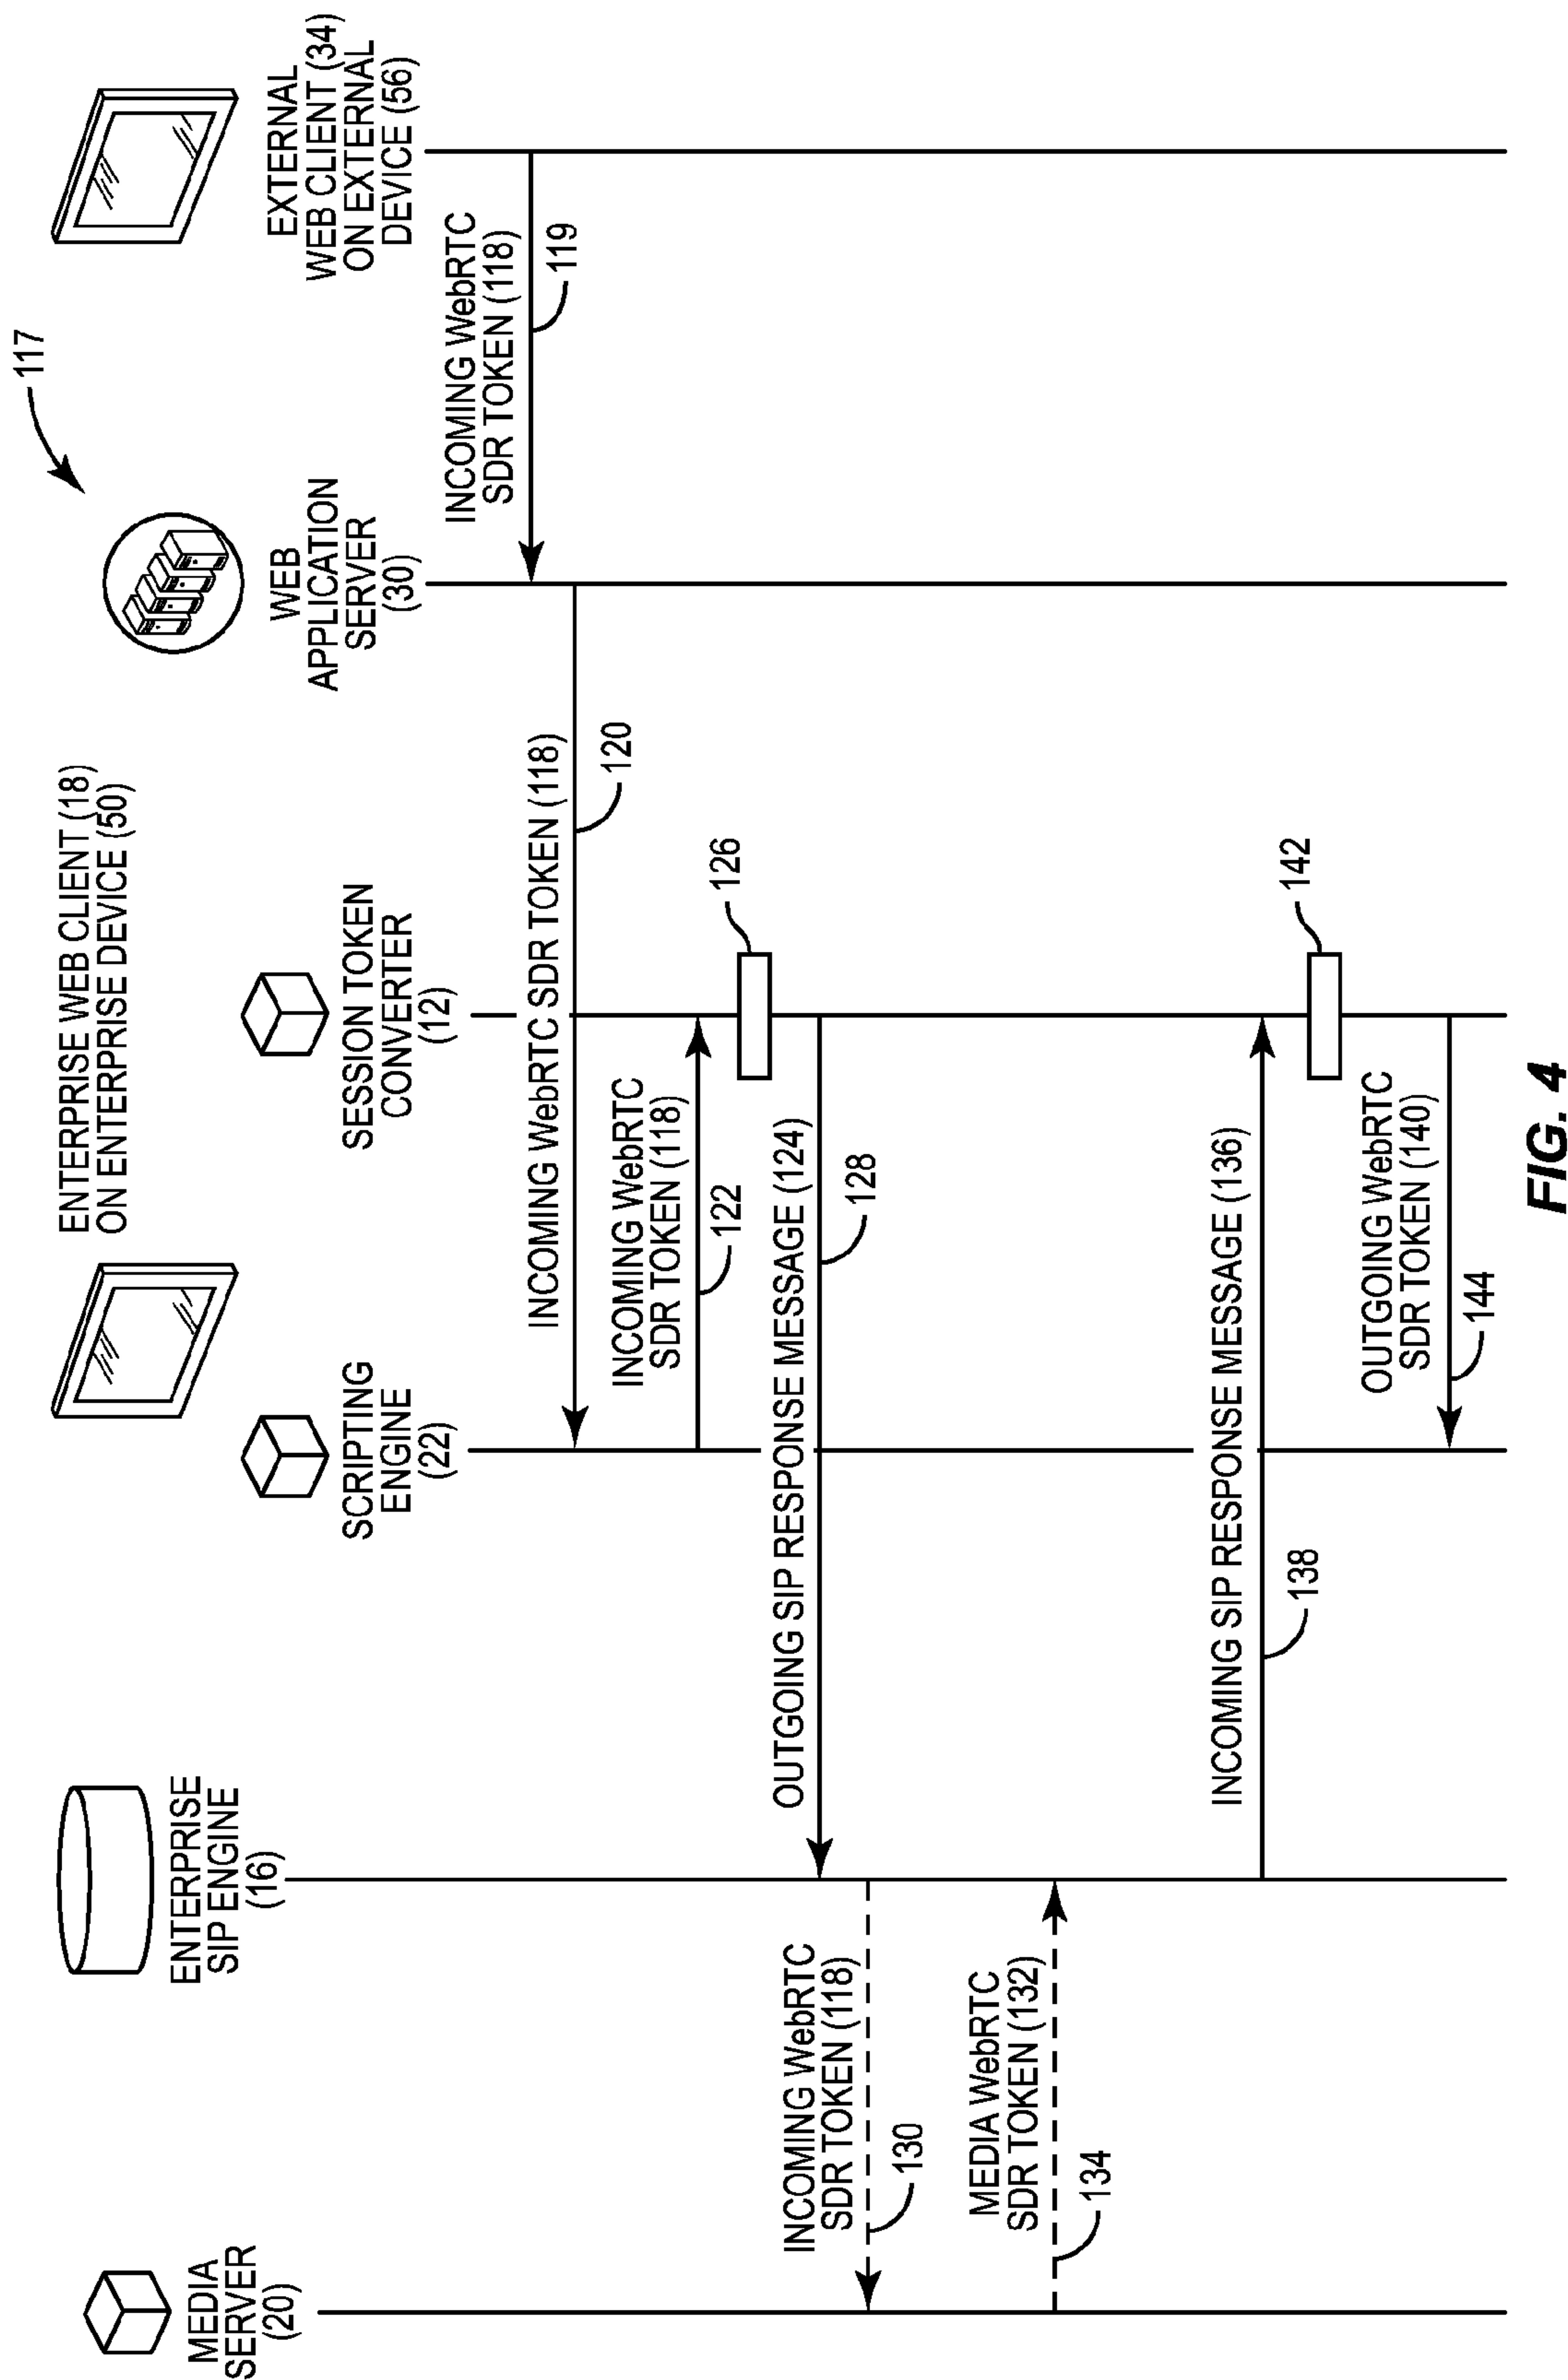 117
MEDIA
SERVER
(20)
ENTERPRISE
SIP ENGINE
(16)
ENTERPRISE WEB CLIENT (18)
ON ENTERPRISE DEVICE (50)
SCRIPTING
ENGINE
(22)
SESSION TOKEN
CONVERTER
(12)
WEB
APPLICATION
SERVER
(30)
EXTERNAL
WEB CLIENT (34)
ON EXTERNAL
DEVICE (56)
INCOMING WebRTC
SDR TOKEN (118)
119
INCOMING WebRTC SDR TOKEN (118)
120
INCOMING WebRTC
SDR TOKEN (118)
122
126
OUTGOING SIP RESPONSE MESSAGE (124)
128
INCOMING WebRTC
SDR TOKEN (118)
130
MEDIA WebRTC
SDR TOKEN (132)
134
INCOMING SIP RESPONSE MESSAGE (136)
138
142
OUTGOING WebRTC
SDR TOKEN (140)
144
FIG. 4